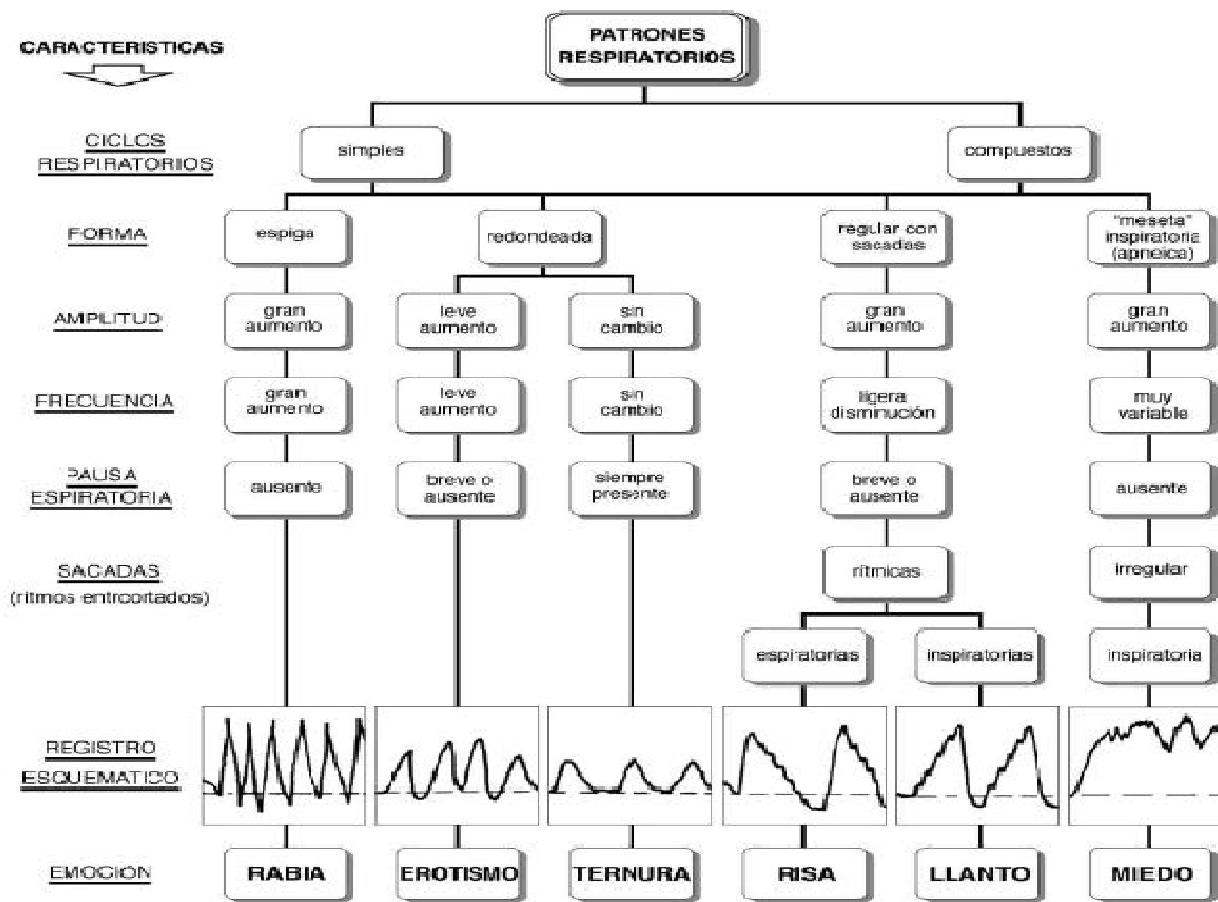 PATRONES
RESPIRATORIOS
CARACTERISTICAS
CICLOS
RESPIRATORIIOS
simples
compuestos
FORMA
espiga
redondeada
regular con
sacadas
"meseta"
inspiratoria
(apneica)
AMPLITUD
gran
aumento
leve
aumento
sin
cambio
gran
aumento
gran
aumento
FRECUENCIA
gran
aumento
leve
aumento
sin
cambio
ligera
disminución
muy
variable
PAUSA
ESPIRATORIA
ausente
breve o
ausente
siempre
presente
breve o
ausente
ausente
SACADAS
(ritmos entrcortados)
rítmicas
irregular
espiratorias
inspiratorias
inspiratoria
REGISTRO
ESQUEMATICO
EMOCIÓN
RABIA
EROTISMO
TERNURA
RISA
LLANTO
MIEDO